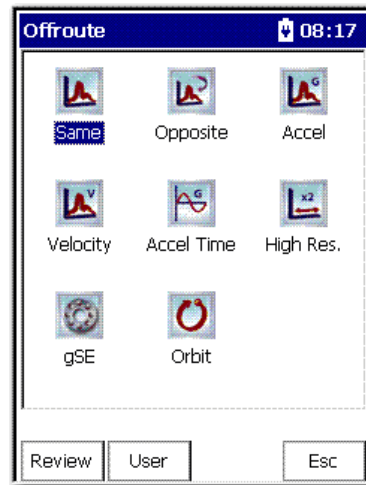 Offroute 08:17
Same Opposite Accel
Velocity Accel Time High Res.
gSE Orbit
Review User Esc